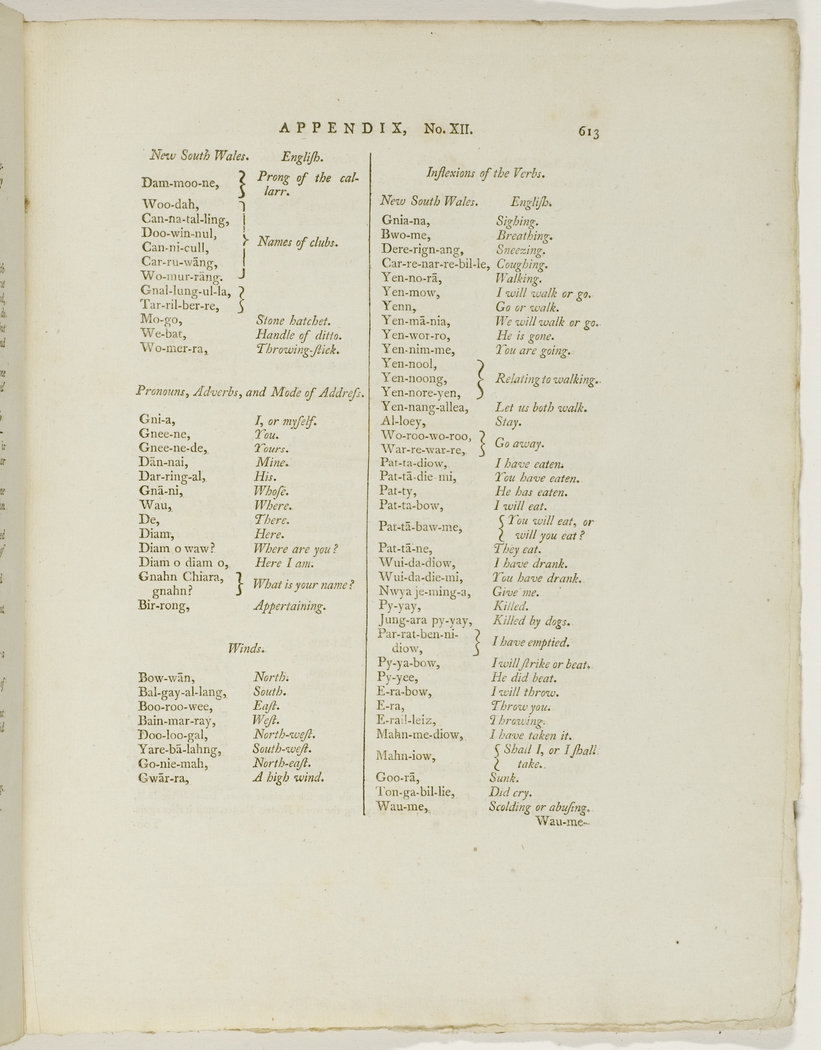 APPENDIX, No. XII. 613
New South Wales. Engliſh.
Dam-moo-ne, } Prong of the cal-
larr.
Woo-dah,
Can-na-tal-ling,
Doo-win-nul,
Can-ni-cull, } Names of clubs.
Car-ru-wāng,
Wo-mur-rāng.
Gnal-lung-ul-la, }
Tar-ril-ber-re,
Mo-go, Stone hatchet.
We-bat, Handle of ditto.
Wo-mer-ra, Throwing-ſtick.
Pronouns, Adverbs, and Mode of Addreſs.
Gni-a, I, or myſelf.
Gnee-ne, You.
Gnee-ne-de, Yours.
Dān-nai, Mine.
Dar-ring-al, His.
Gnā-ni, Whoſe.
Wau, Where.
De, There.
Diam, Here.
Diam o waw? Where are you?
Diam o diam o, Here I am.
Gnahn Chiara, } What is your name?
gnahn?
Bir-rong, Appertaining.
Winds.
Bow-wān, North.
Bal-gay-al-lang, South.
Boo-roo-wee, Eaſt.
Bain-mar-ray, Weſt.
Doo-loo-gal, North-weſt.
Yare-bā-lahng, South-weſt.
Go-nie-mah, North-eaſt.
Gwār-ra, A high wind.
Inflexions of the Verbs.
New South Wales. Engliſh.
Gnia-na, Sighing.
Bwo-me, Breathing.
Dere-rign-ang, Sneezing.
Car-re-nar-re-bil-le, Coughing.
Yen-no-rā, Walking.
Yen-mow, I will walk or go.
Yenn, Go or walk.
Yen-mā-nia, We will walk or go.
Yen-wor-ro, He is gone.
Yen-nim-me, You are going.
Yen-nool,
Yen-noong, } Relating to walking.
Yen-nore-yen,
Yen-nang-allea, Let us both walk.
Al-loey, Stay.
Wo-roo-wo-roo, } Go away.
War-re-war-re,
Pat-ta-diow, I have eaten.
Pat-tā-die-mi, You have eaten.
Pat-ty, He has eaten.
Pat-ta-bow, I will eat.
Pat-tā-baw-me, { You will eat, or
will you eat?
Pat-tā-ne, They eat.
Wui-da-diow, I have drank.
Wui-da-die-mi, You have drank.
Nwya je-ming-a, Give me.
Py-yay, Killed.
Jung-ara py-yay, Killed by dogs.
Par-rat-ben-ni- } I have emptied.
diow,
Py-ya-bow, I will ſtrike or beat.
Py-yee, He did beat.
E-ra-bow, I will throw.
E-ra, Throw you.
E-rail-leiz, Throwing.
Mahn-me-diow, I have taken it.
Mahn-iow, { Shall I, or I ſhall
take.
Goo-rā, Sunk.
Ton-ga-bil-lie, Did cry.
Wau-me, Scolding or abuſing.
Wau-me-